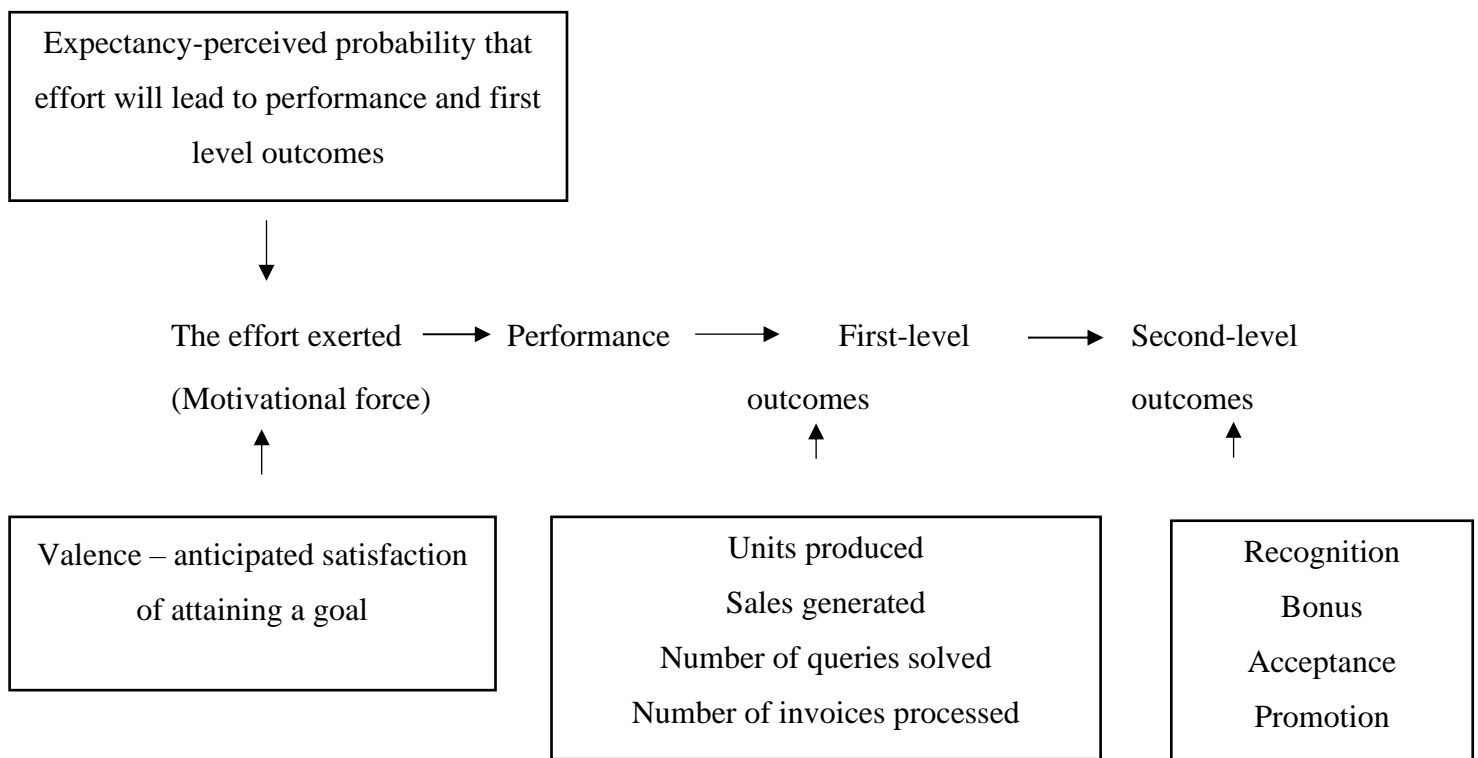 Expectancy-perceived probability that
effort will lead to performance and first
level outcomes
The effort exerted
(Motivational force)
Performance
First-level
outcomes
Second-level
outcomes
Valence – anticipated satisfaction
of attaining a goal
Units produced
Sales generated
Number of queries solved
Number of invoices processed
Recognition
Bonus
Acceptance
Promotion